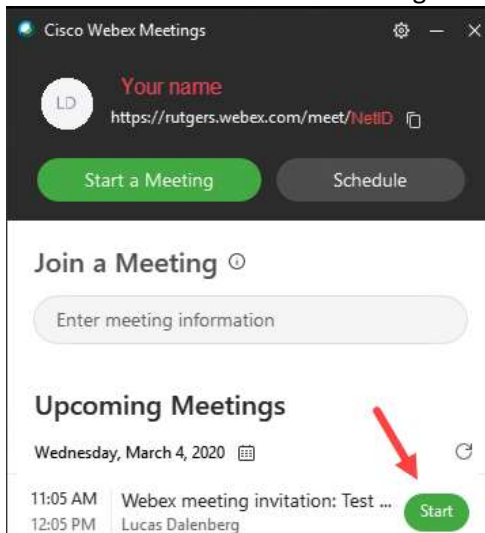 Cisco Webex Meetings
LD
Your name
https://rutgers.webex.com/meet/NetID
Start a Meeting
Schedule
Join a Meeting
Enter meeting information
Upcoming Meetings
Wednesday, March 4, 2020
11:05 AM Webex meeting invitation: Test ...
Start
12:05 PM Lucas Dalenberg